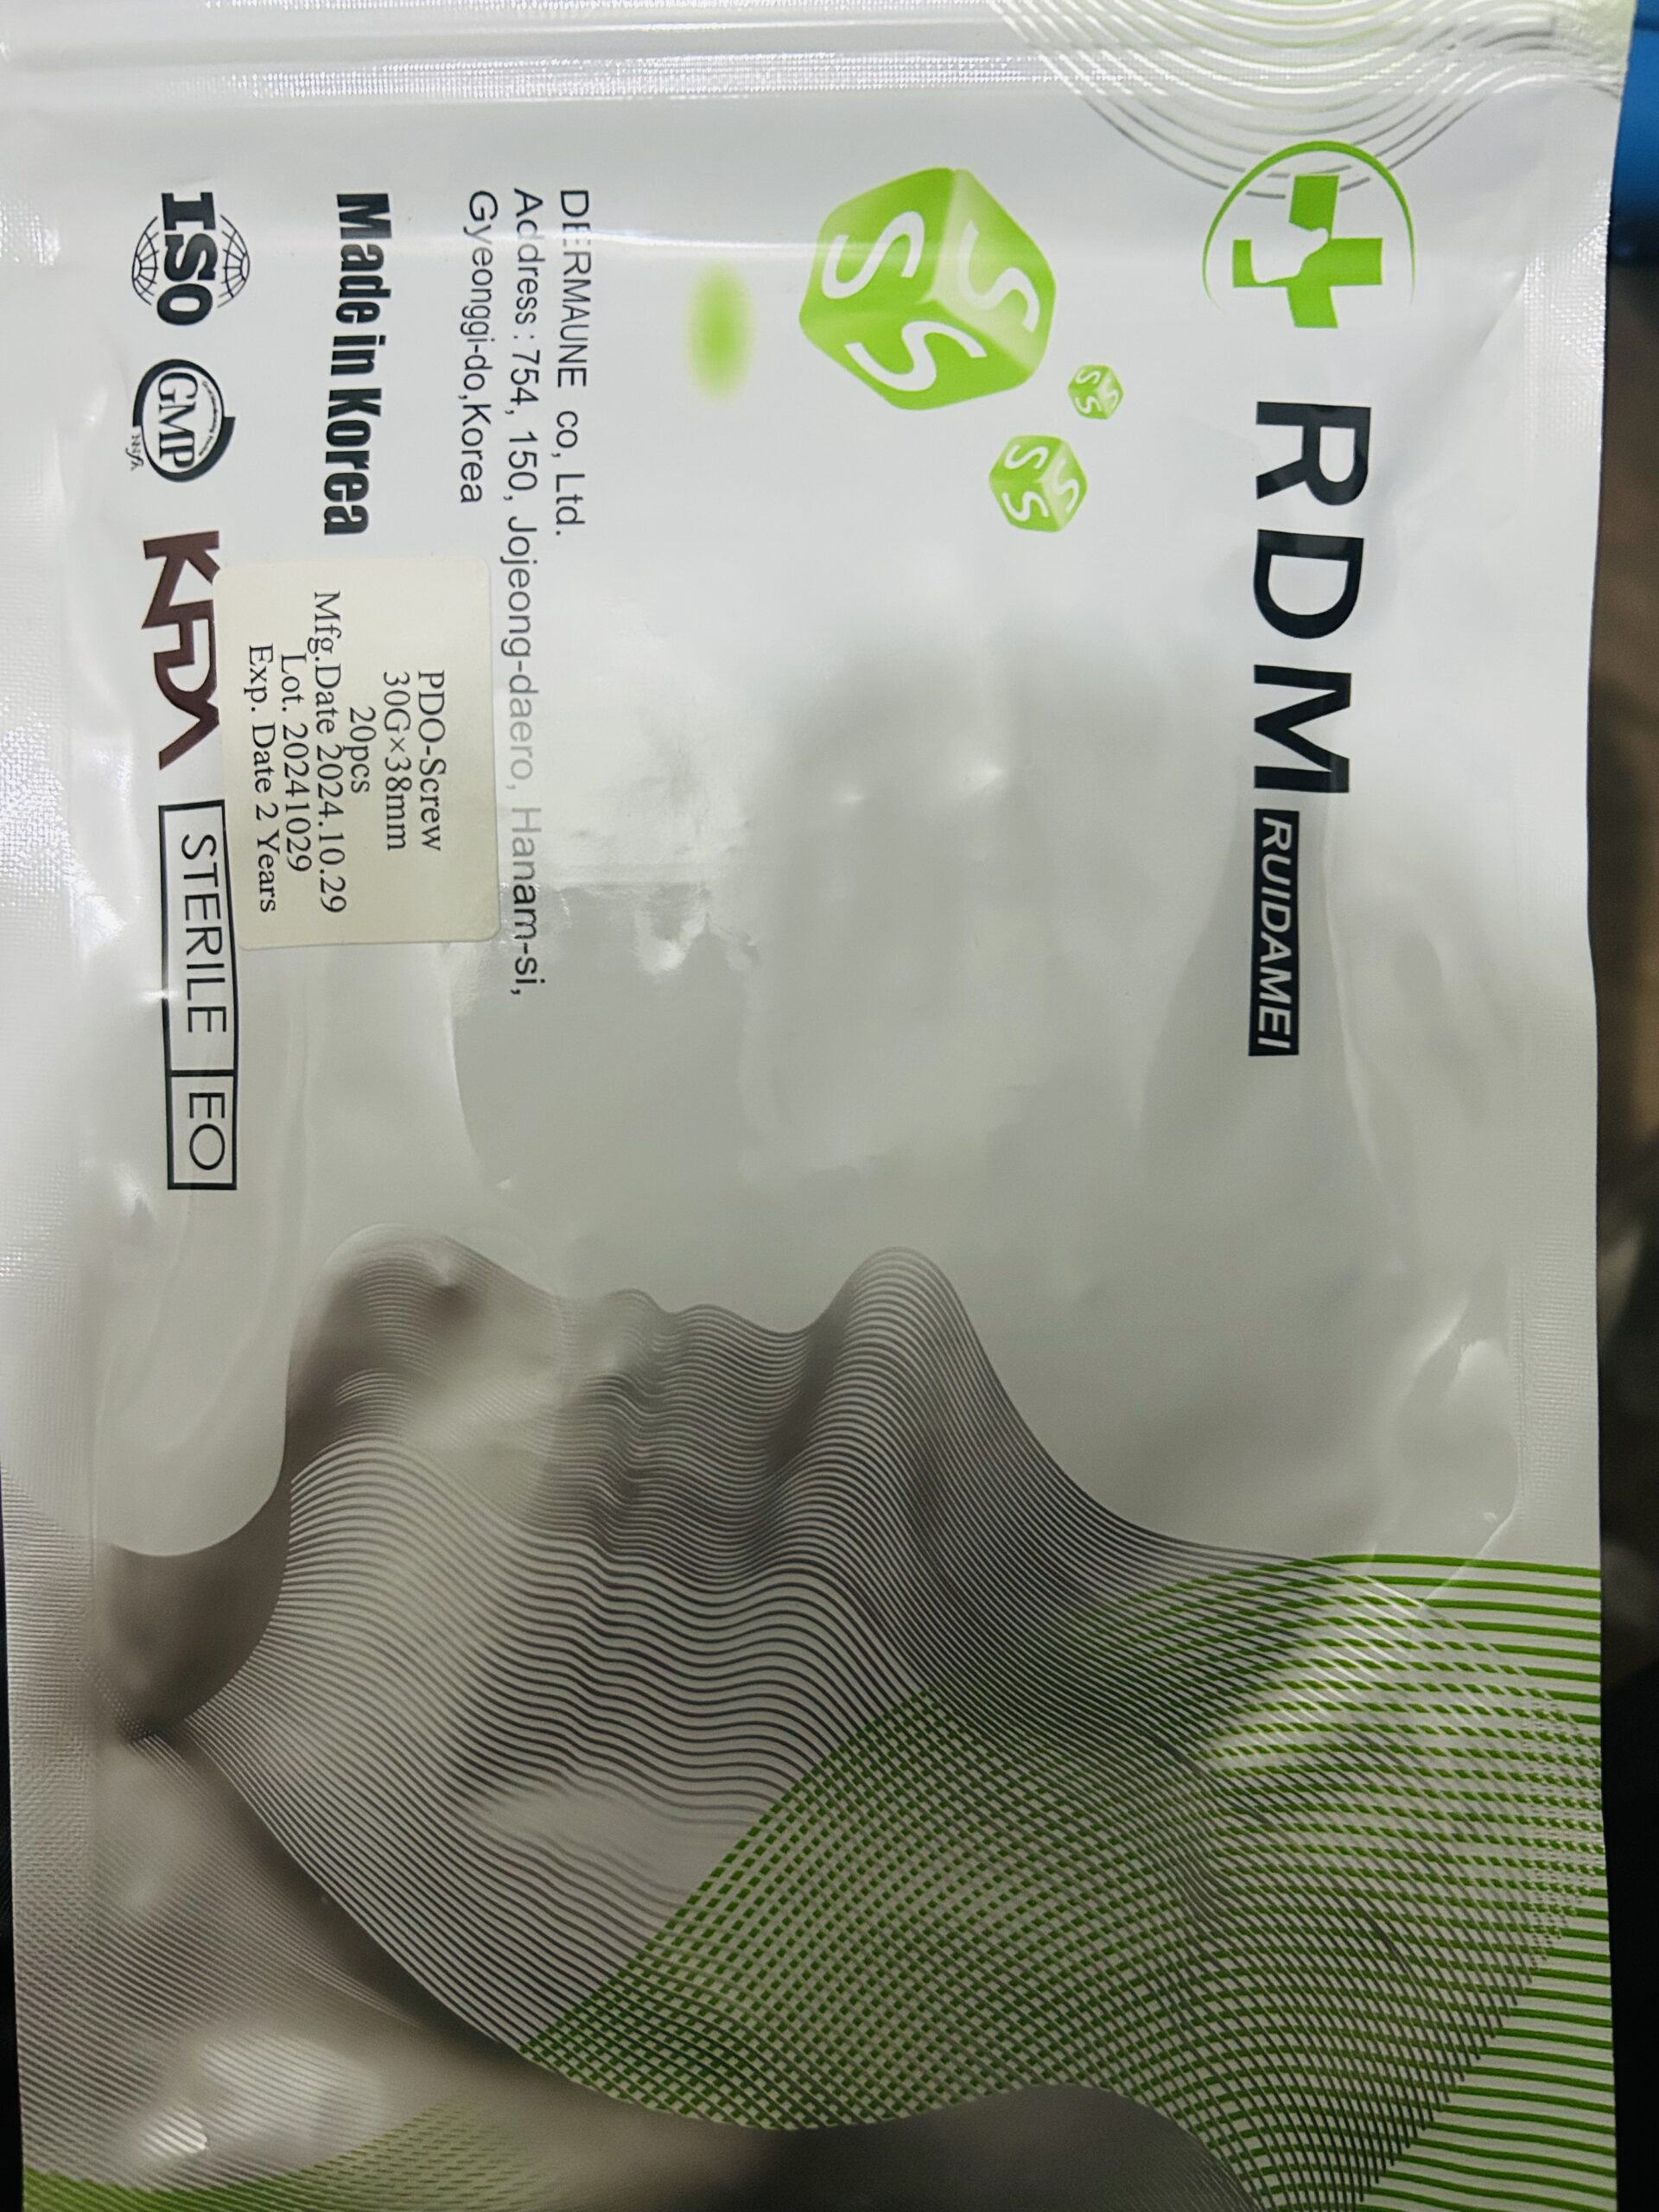 RDM RUIDAMEI
S S S
S S S
S S S
DERMAUNE co, Ltd.
Address : 754, 150, Jojeong-daero, Hanam-si,
Gyeonggi-do,Korea
Made in Korea
PDO-Screw
30G×38mm
20pcs
Mfg.Date 2024.10.29
Lot. 20241029
Exp. Date 2 Years
ISO GMP KFDA STERILE EO